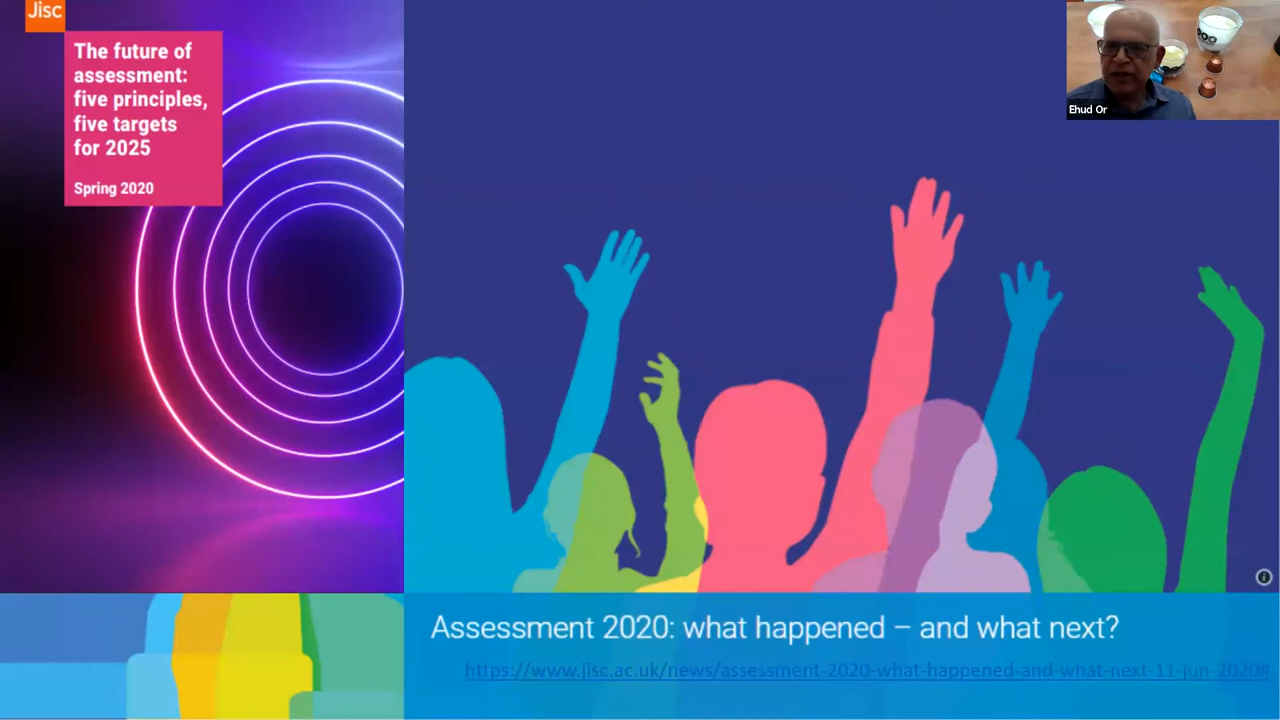 Jisc
The future of
assessment:
five principles,
five targets
for 2025
Spring 2020
Ehud Or
Assessment 2020: what happened – and what next?
https://www.jisc.ac.uk/news/assessment-2020-what-happened-and-what-next-11-jun-2020#